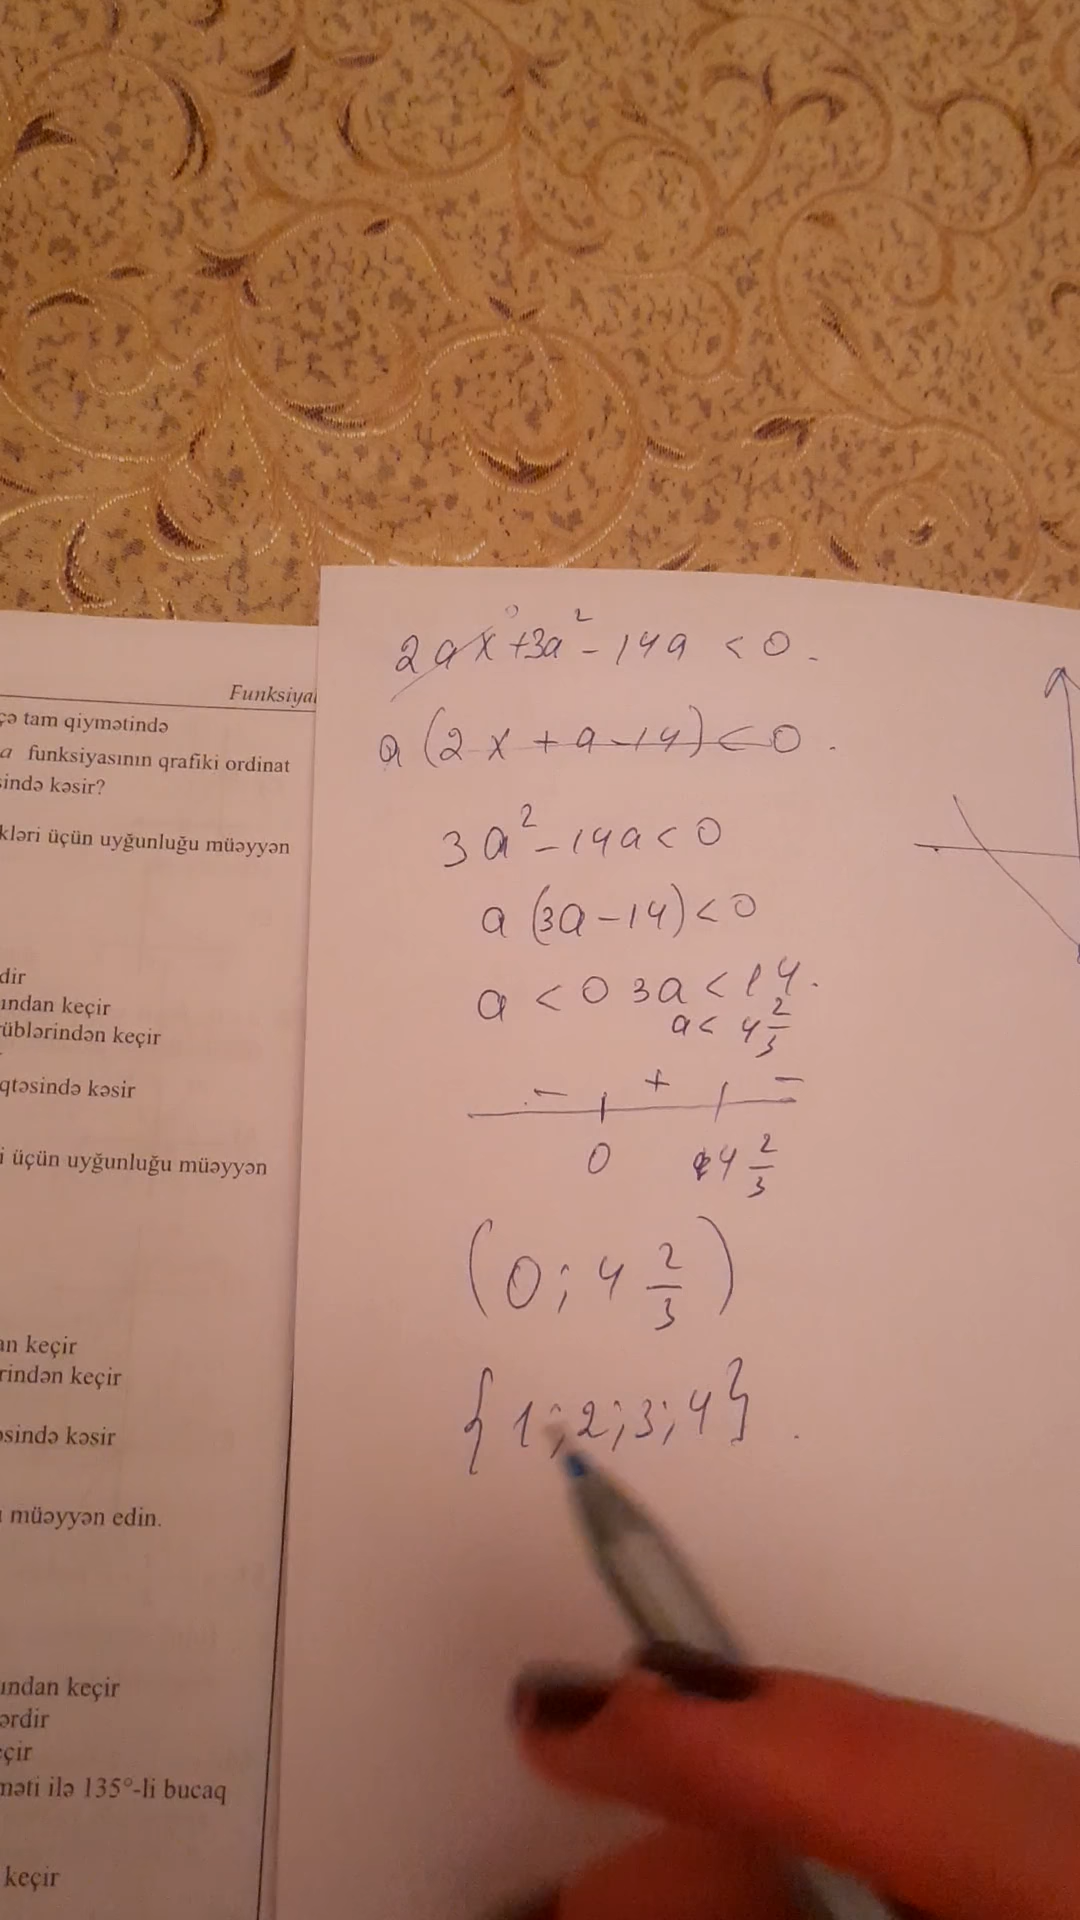 Funksiya
çə tam qiymətində
a funksiyasının qrafiki ordinat
sində kəsir?
kləri üçün uyğunluğu müəyyən
dir
ından keçir
rüblərindən keçir
qtəsində kəsir
i üçün uyğunluğu müəyyən
an keçir
rindən keçir
əsində kəsir
müəyyən edin.
ından keçir
ərdir
çir
məti ilə 135°-li bucaq
keçir
2ax + 3a² - 14a < 0.
a (2x + a - 14) < 0.
3a² - 14a < 0
a (3a - 14) < 0
a < 0 3a < 14.
a < 4 2/3
- + -
0 4 2/3
(0; 4 2/3)
{1; 2; 3; 4}.